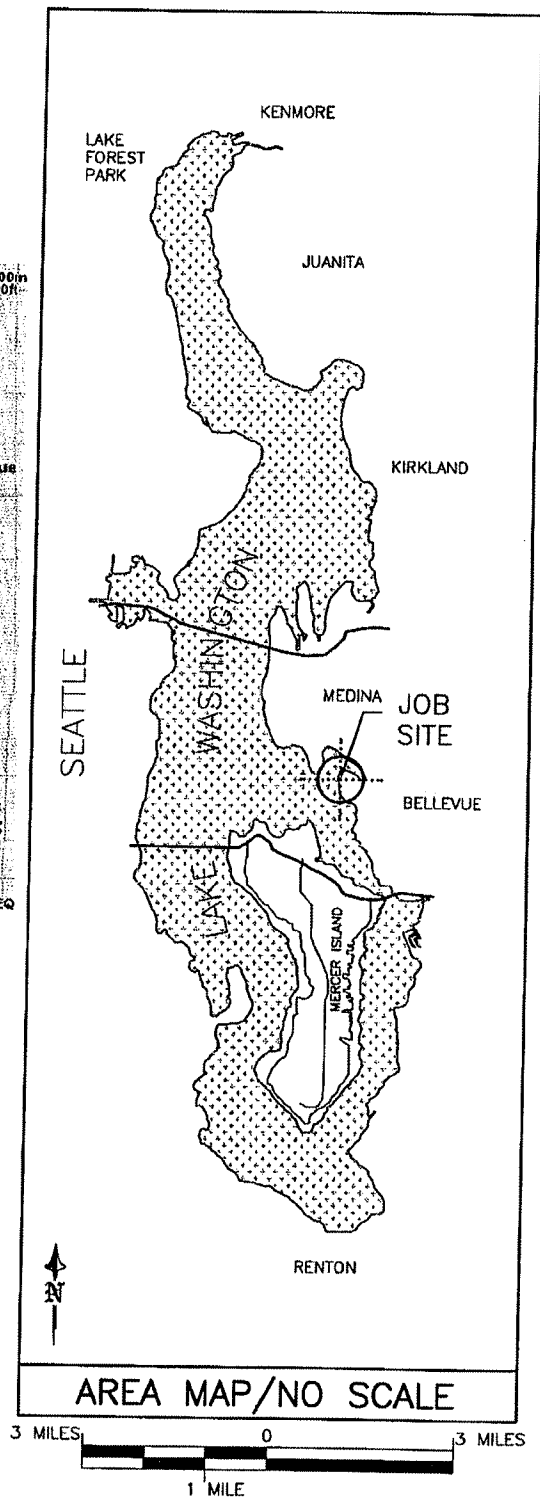 KENMORE
LAKE
FOREST
PARK
JUANITA
KIRKLAND
LAKE WASHINGTON
SEATTLE
MEDINA
JOB
SITE
BELLEVUE
MERCER ISLAND
RENTON
N
AREA MAP/NO SCALE
3 MILES 0 3 MILES
1 MILE